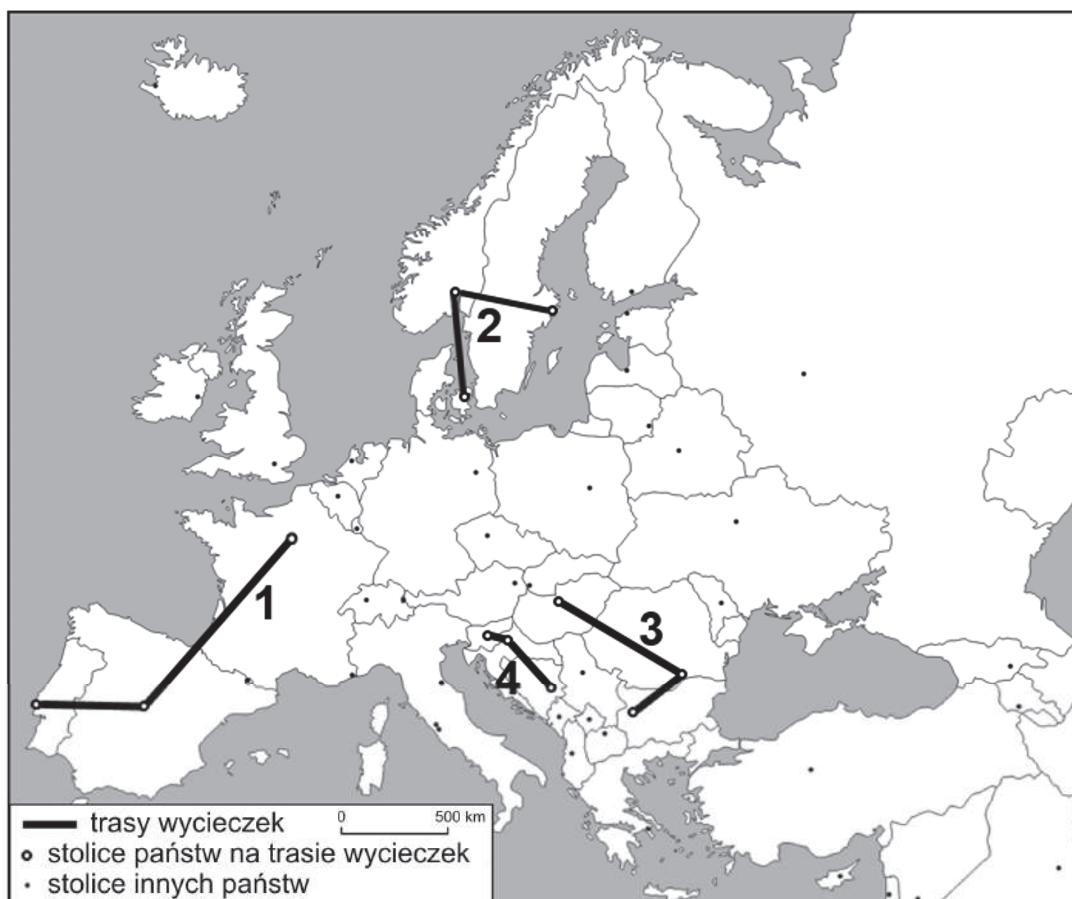 2
1
3
4
trasy wycieczek
0 500 km
stolice państw na trasie wycieczek
stolice innych państw